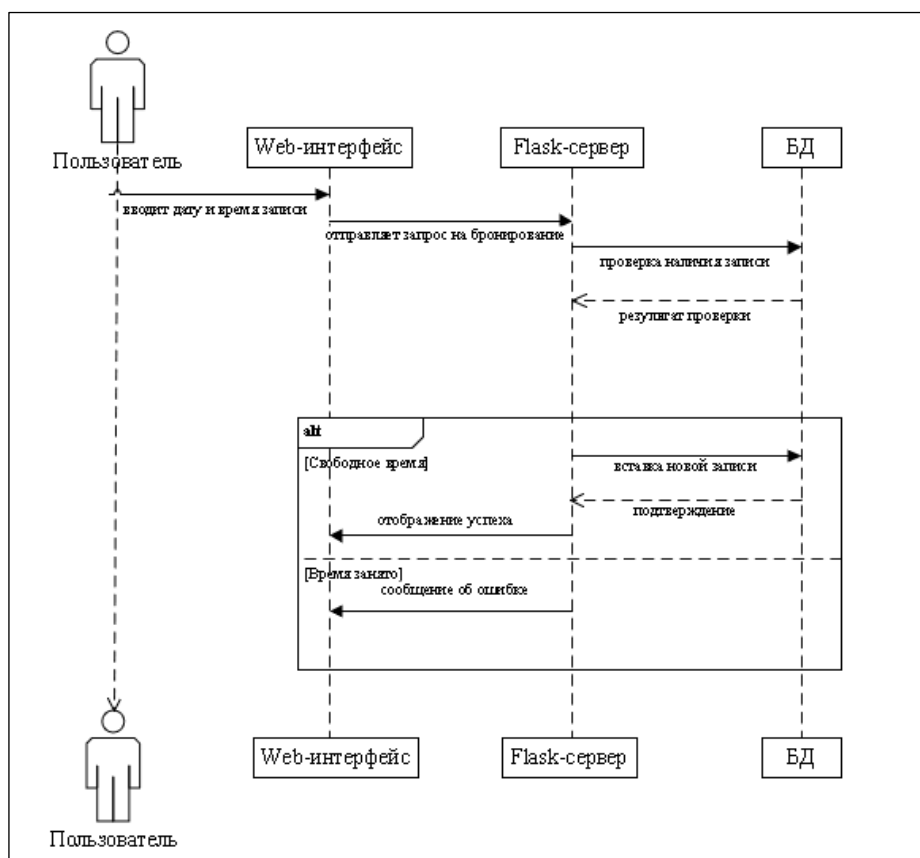 Пользователь
Web-интерфейс
Flask-сервер
БД
вводит дату и время записи
отправляет запрос на бронирование
проверка наличия записи
результат проверки
alt
[Свободное время]
вставка новой записи
подтверждение
отображение успеха
[Время занято]
сообщение об ошибке
Web-интерфейс
Flask-сервер
БД
Пользователь